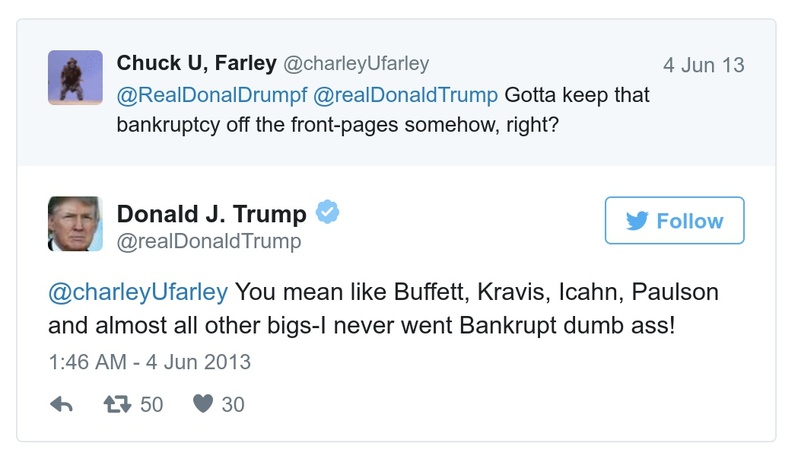 Chuck U, Farley @charleyUfarley 4 Jun 13
@RealDonalDrumpf @realDonaldTrump Gotta keep that
bankruptcy off the front-pages somehow, right?
Donald J. Trump
@realDonaldTrump
Follow
@charleyUfarley You mean like Buffett, Kravis, Icahn, Paulson
and almost all other bigs-I never went Bankrupt dumb ass!
1:46 AM - 4 Jun 2013
50 30